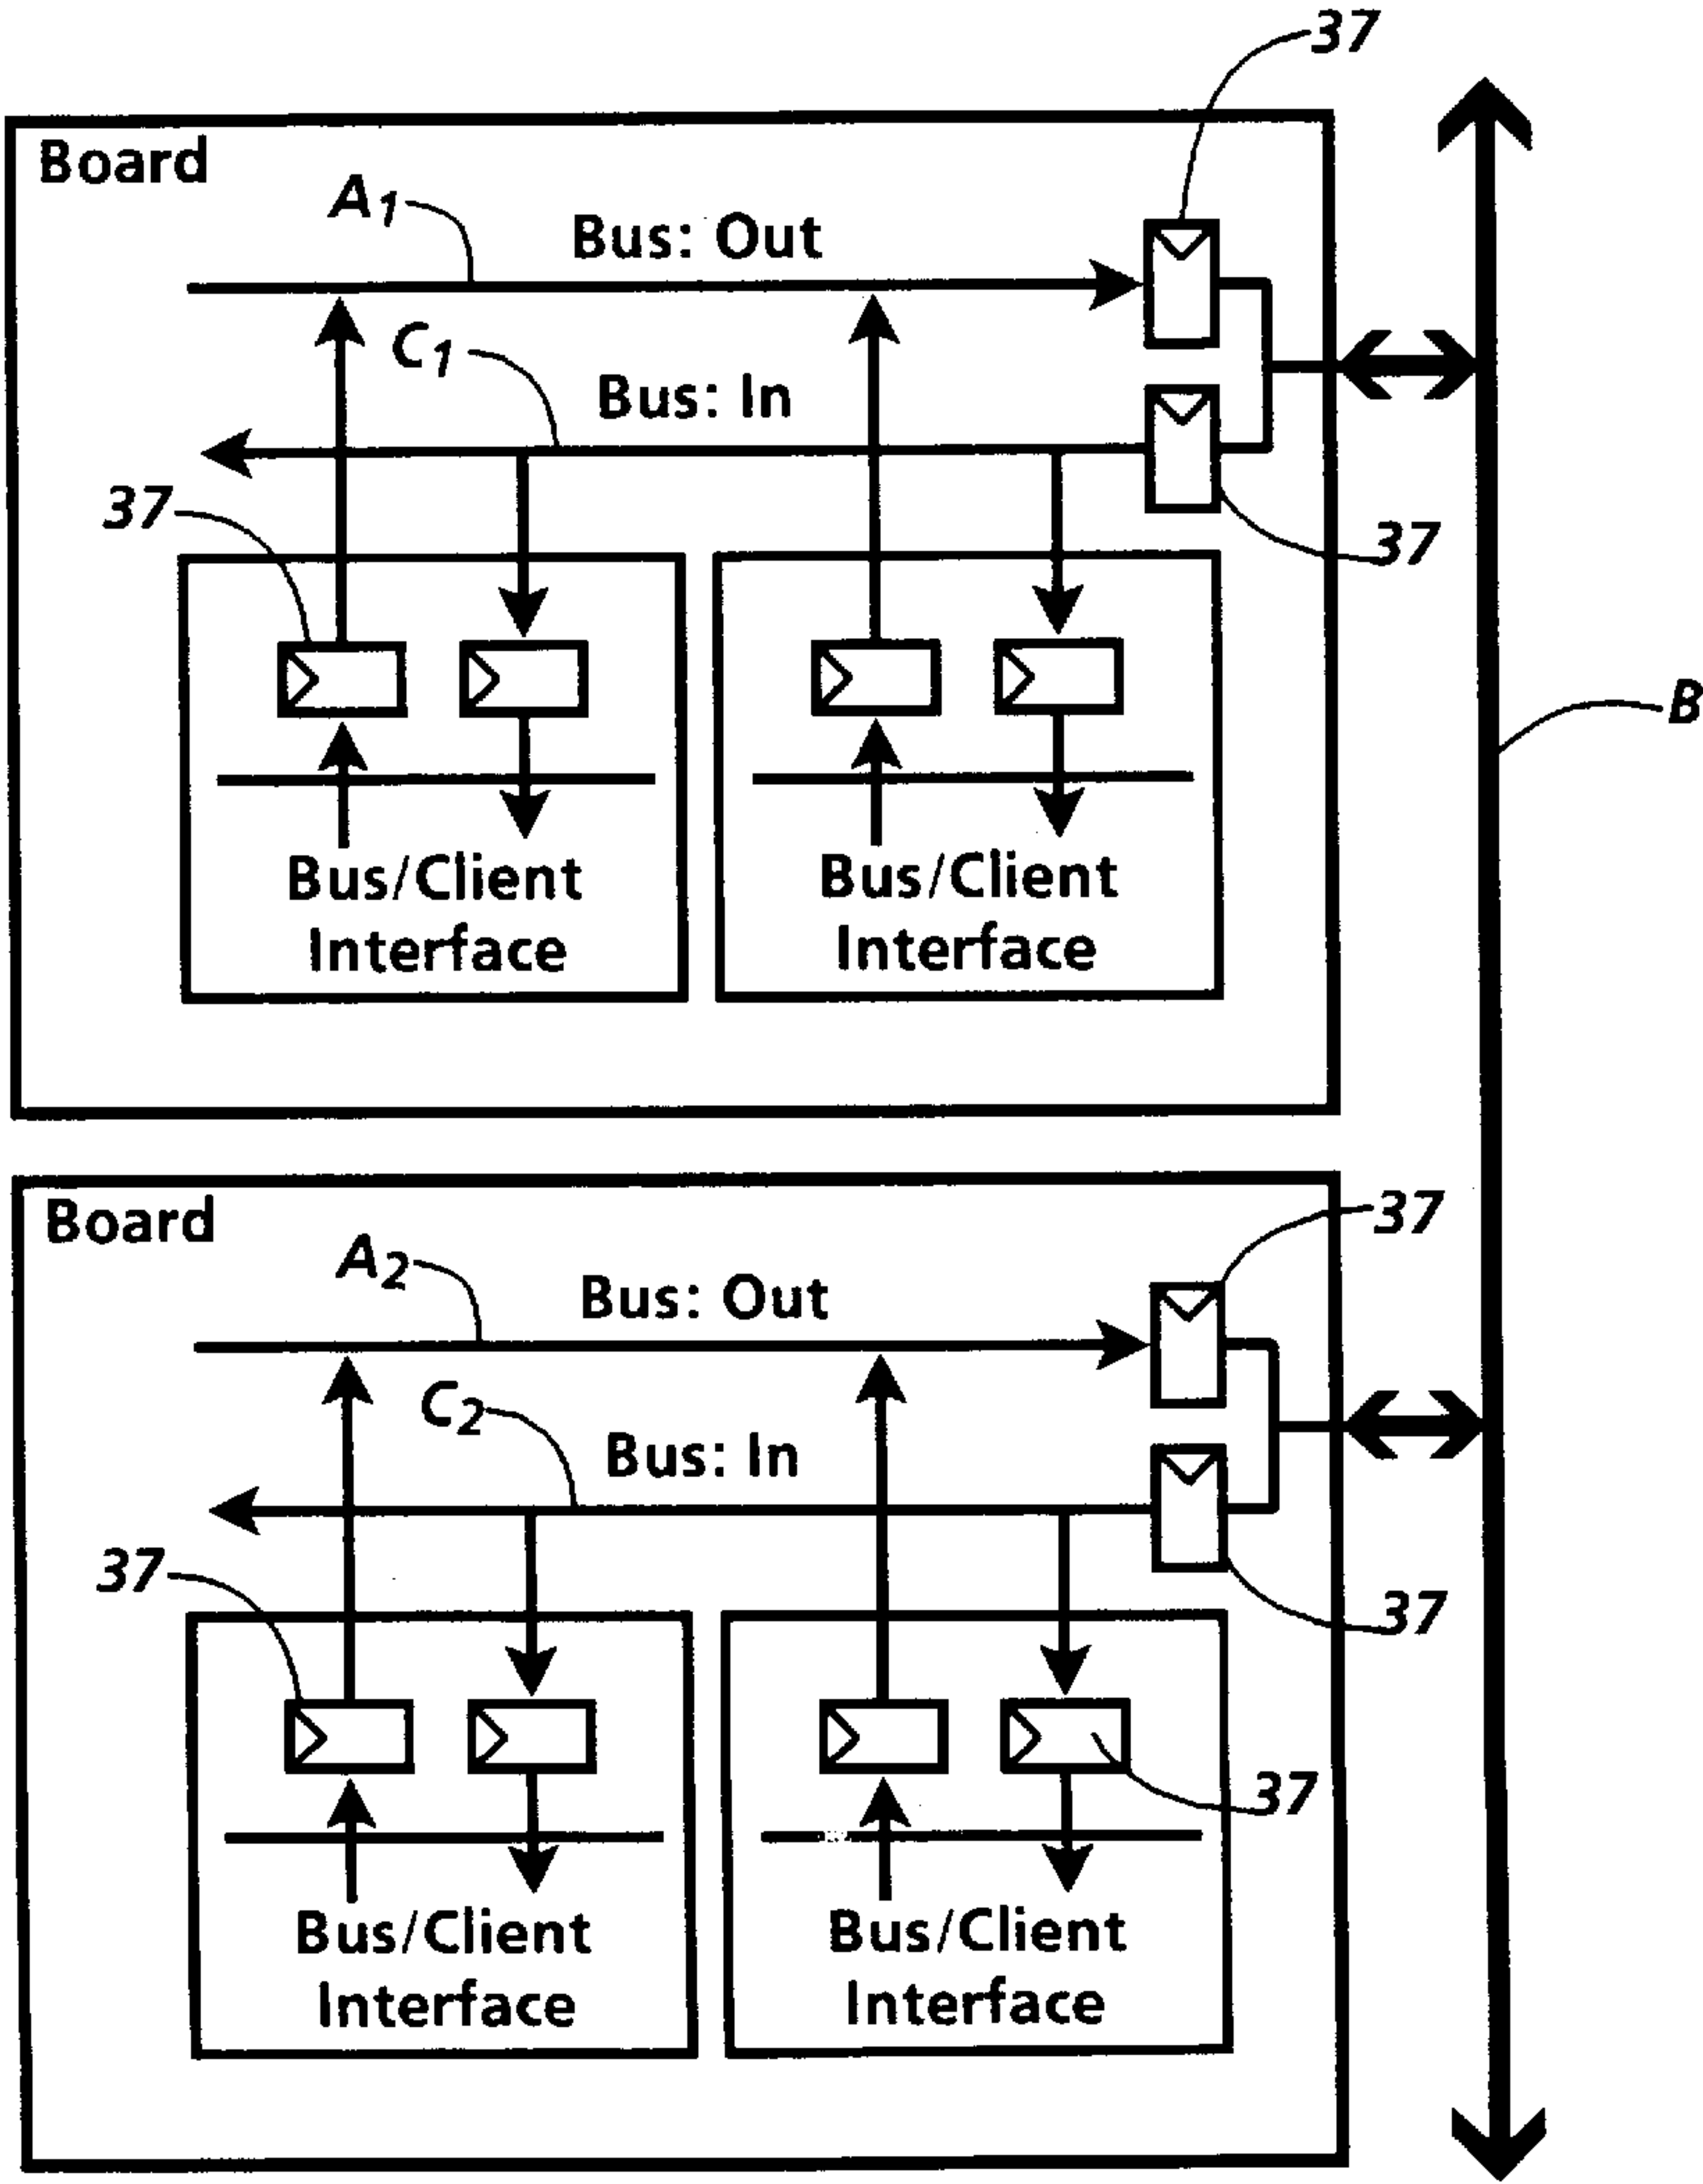 37
Board
A1
Bus: Out
C1
Bus: In
37
37
B
Bus/Client
Interface
Bus/Client
Interface
Board
37
A2
Bus: Out
C2
Bus: In
37
37
37
Bus/Client
Interface
Bus/Client
Interface